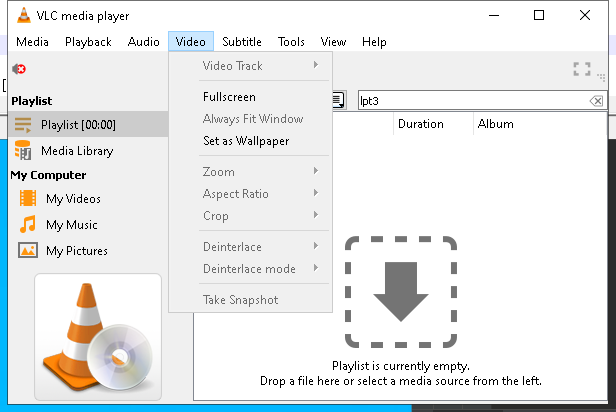 VLC media player
Media Playback Audio Video Subtitle Tools View Help
Video Track
Fullscreen
Always Fit Window
Set as Wallpaper
Zoom
Aspect Ratio
Crop
Deinterlace
Deinterlace mode
Take Snapshot
lpt3
Playlist
Playlist [00:00]
Media Library
My Computer
My Videos
My Music
My Pictures
Duration Album
Playlist is currently empty.
Drop a file here or select a media source from the left.